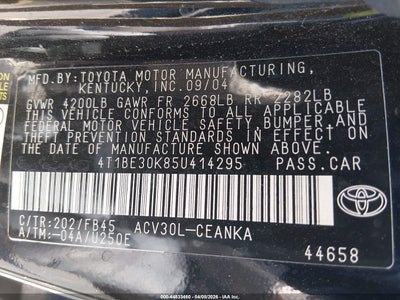 MFD.BY:TOYOTA MOTOR MANUFACTURING,
KENTUCKY, INC.09/04
GVWR 4200LB GAWR FR 2668LB RR 2282LB
THIS VEHICLE CONFORMS TO ALL APPLICABLE
FEDERAL MOTOR VEHICLE SAFETY, BUMPER, AND
THEFT PREVENTION STANDARDS IN EFFECT ON
THE DATE OF MANUFACTURE SHOWN ABOVE.
4T1BE30K85U414295 PASS.CAR
C/TR:202/FB45 ACV30L-CEANKA
A/TM:-04A/U250E
TOYOTA
44658